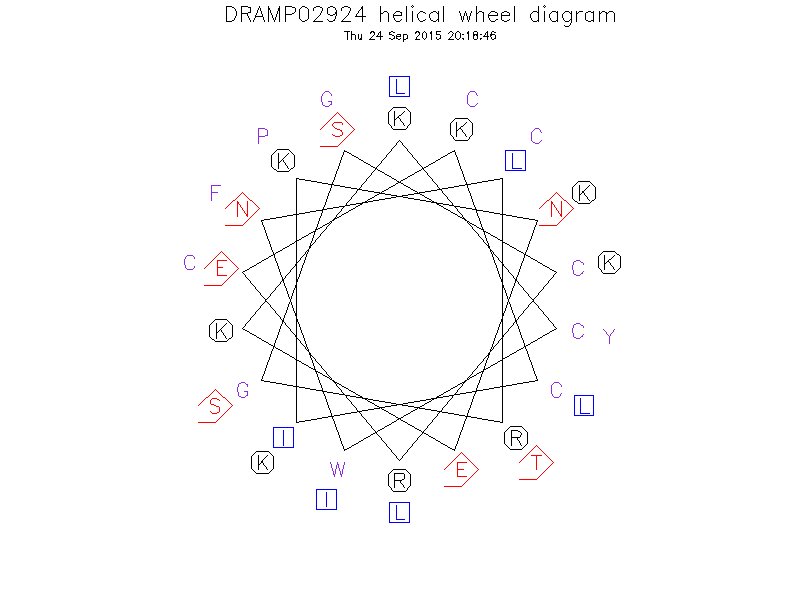 DRAMP02924 helical wheel diagram
Thu 24 Sep 2015 20:18:46
L
G C
S K K
P C
K L
F N N K
C E C K
K C Y
S G C L
K I R T
W E
I R
L